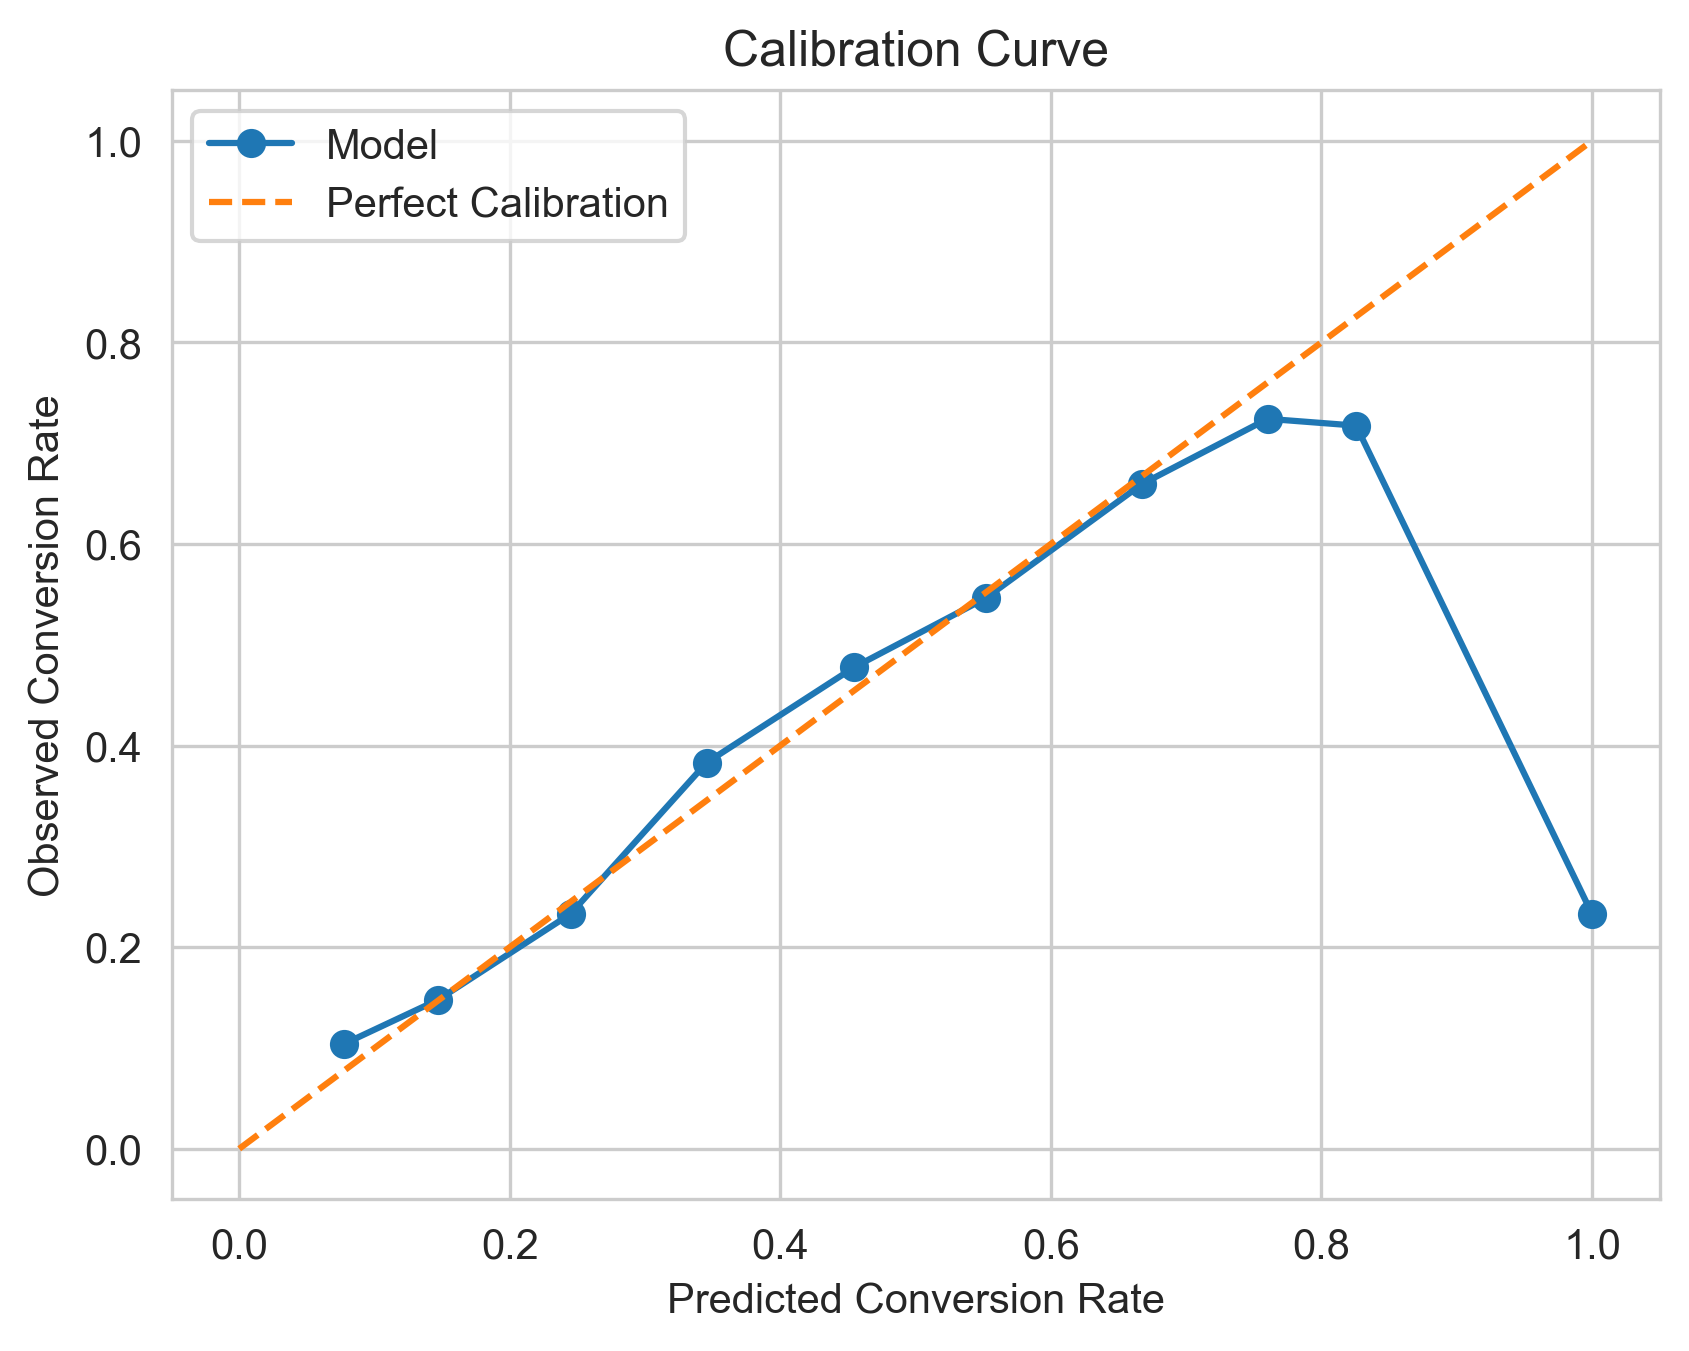 Calibration Curve
Model
Perfect Calibration
1.0
0.8
0.6
0.4
0.2
0.0
Observed Conversion Rate
0.0 0.2 0.4 0.6 0.8 1.0
Predicted Conversion Rate